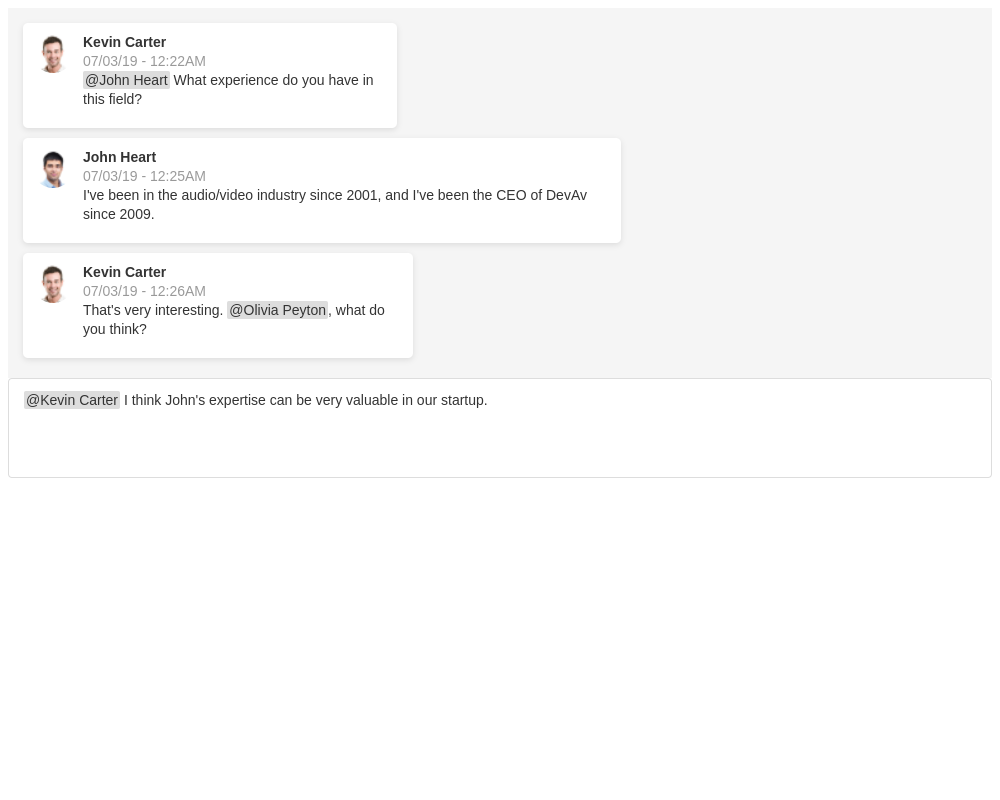 Kevin Carter
07/03/19 - 12:22AM
@John Heart What experience do you have in
this field?
John Heart
07/03/19 - 12:25AM
I've been in the audio/video industry since 2001, and I've been the CEO of DevAv
since 2009.
Kevin Carter
07/03/19 - 12:26AM
That's very interesting. @Olivia Peyton, what do
you think?
@Kevin Carter I think John's expertise can be very valuable in our startup.